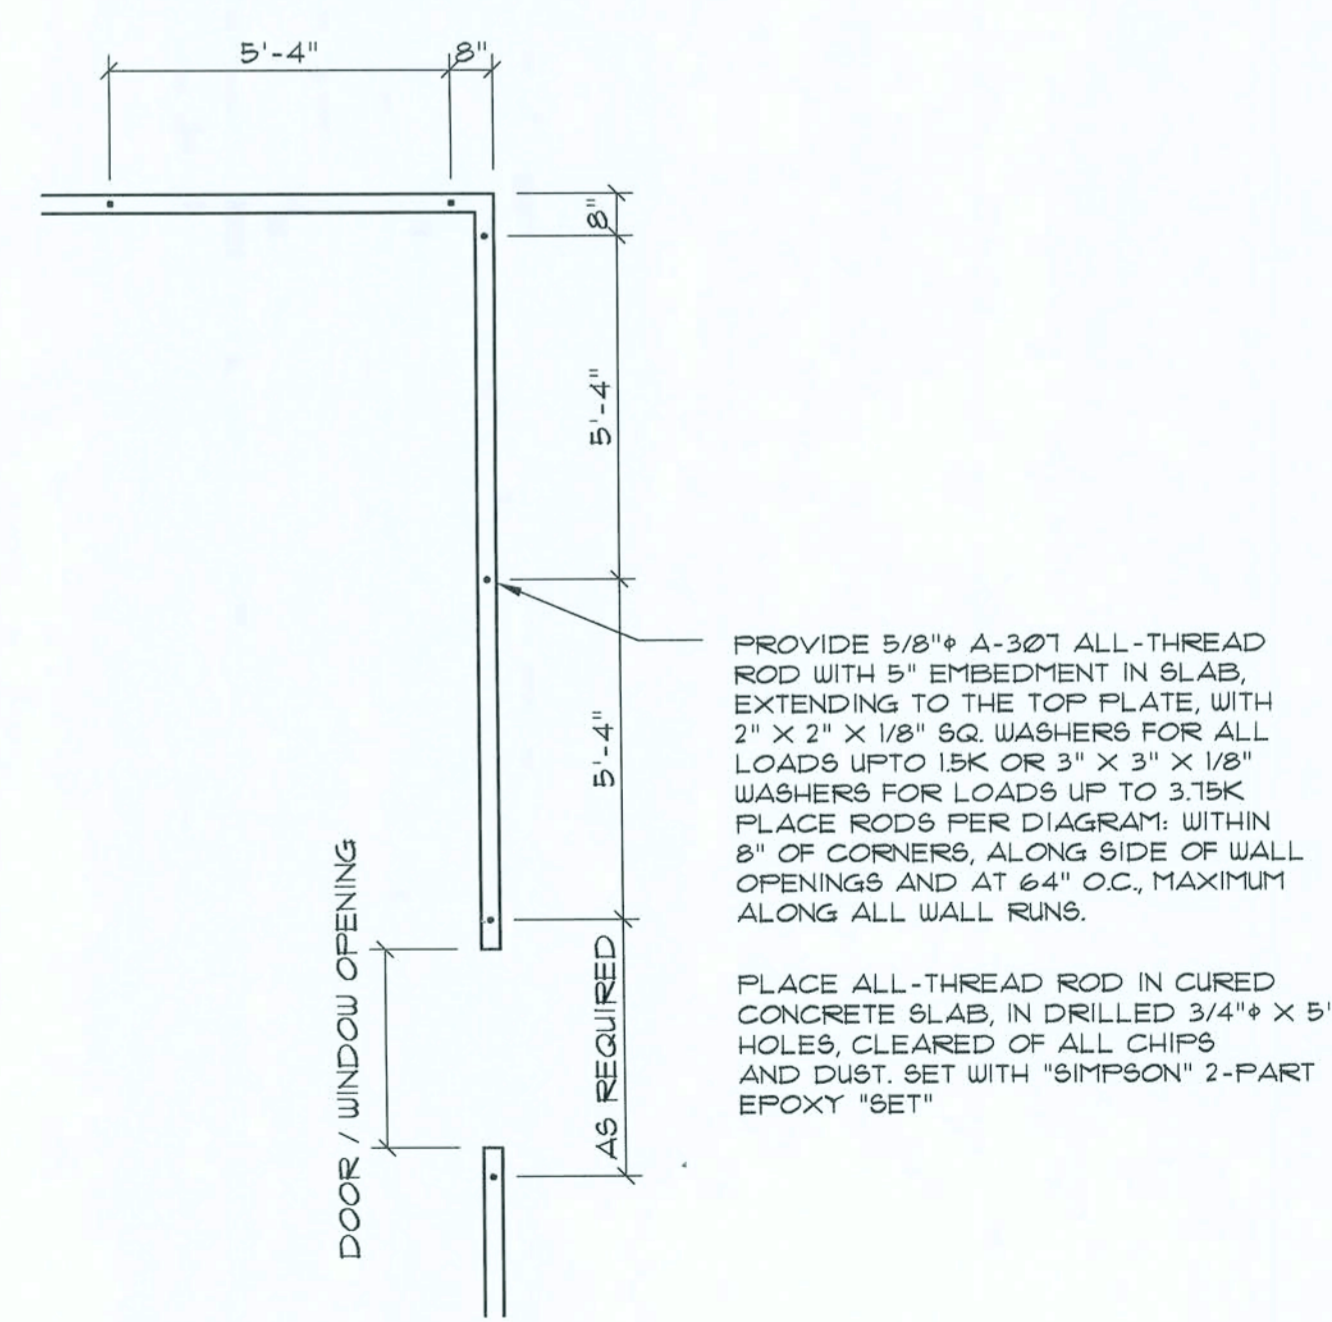 5'-4"
8"
8"
5'-4"
5'-4"
AS REQUIRED
DOOR / WINDOW OPENING
PROVIDE 5/8"ϕ A-307 ALL-THREAD
ROD WITH 5" EMBEDMENT IN SLAB,
EXTENDING TO THE TOP PLATE, WITH
2" X 2" X 1/8" SQ. WASHERS FOR ALL
LOADS UPTO 1.5K OR 3" X 3" X 1/8"
WASHERS FOR LOADS UP TO 3.75K
PLACE RODS PER DIAGRAM: WITHIN
8" OF CORNERS, ALONG SIDE OF WALL
OPENINGS AND AT 64" O.C., MAXIMUM
ALONG ALL WALL RUNS.
PLACE ALL-THREAD ROD IN CURED
CONCRETE SLAB, IN DRILLED 3/4"ϕ X 5"
HOLES, CLEARED OF ALL CHIPS
AND DUST. SET WITH "SIMPSON" 2-PART
EPOXY "SET"